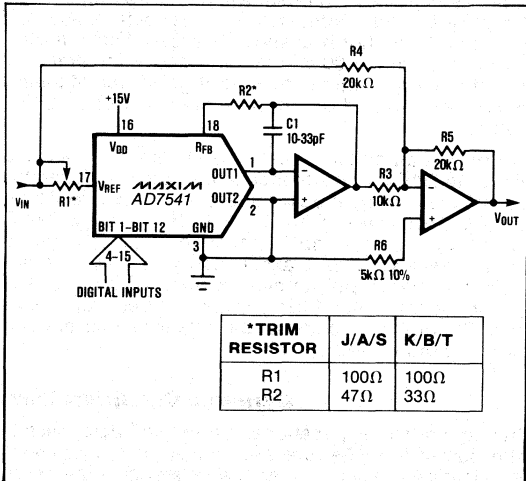 R4
20kΩ
+15V
R2*
16
18
C1
10-33pF
R5
20kΩ
VDD
RFB
1
17
VREF
MAXIM
AD7541
OUT1
−
R3
10kΩ
−
VIN
R1*
OUT2
2
+
+
VOUT
BIT 1-BIT 12
GND
3
R6
5kΩ 10%
4-15
DIGITAL INPUTS
*TRIM RESISTOR J/A/S K/B/T
R1 100Ω 100Ω
R2 47Ω 33Ω